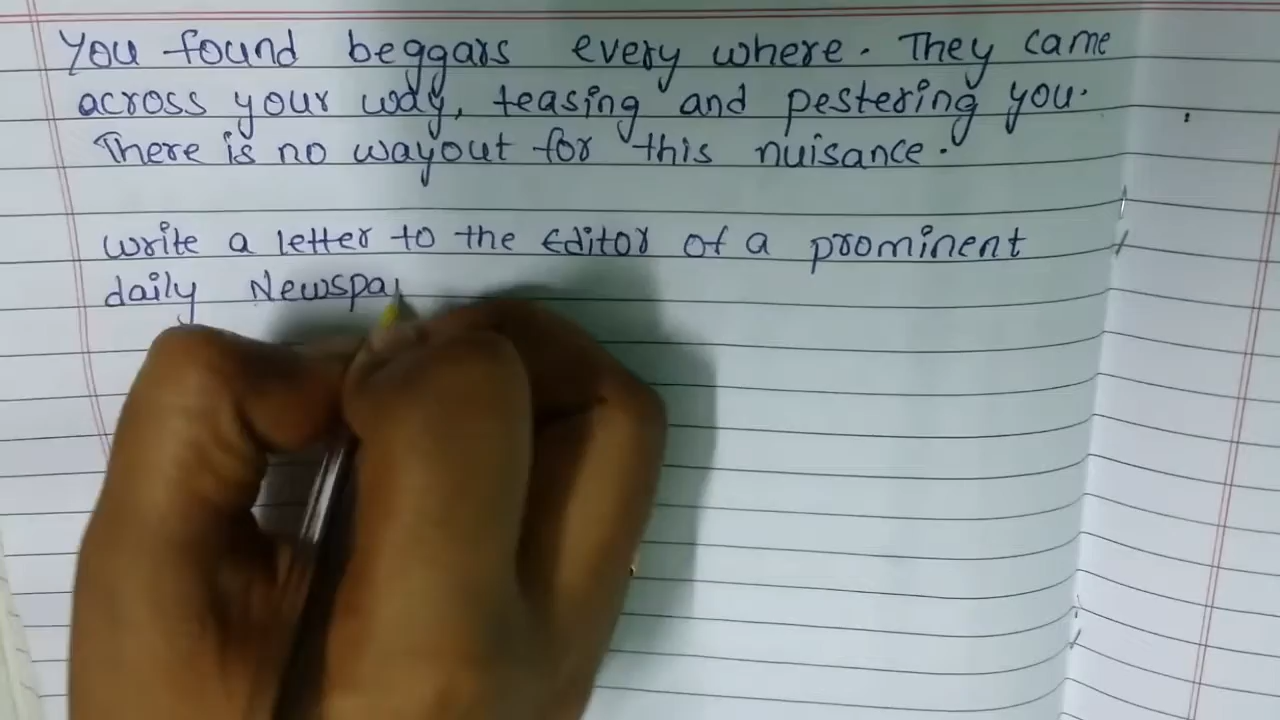 You found beggars every where. They came
across your way, teasing and pestering you.
There is no wayout for this nuisance.
Write a letter to the Editor of a prominent
daily Newspa